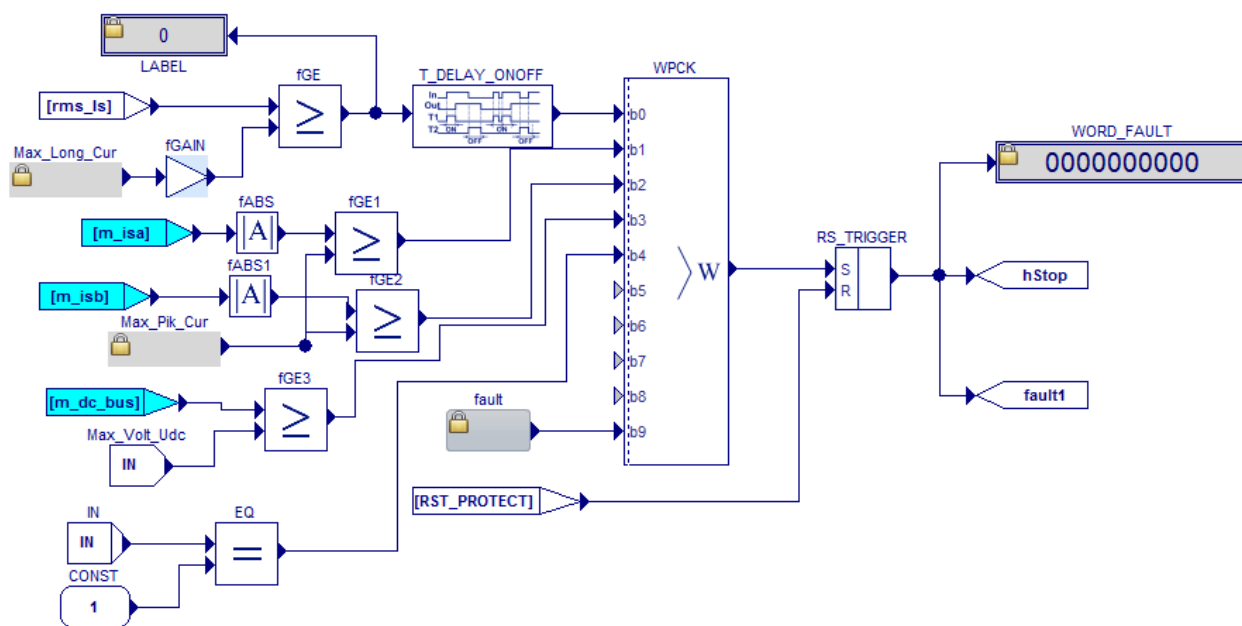 0
LABEL
fGE
T_DELAY_ONOFF
WPCK
[rms_Is]
≥
In
Out
T1
T2
ON
OFF
ON
OFF
b0
WORD_FAULT
0000000000
Max_Long_Cur
fGAIN
b1
b2
fABS
fGE1
b3
[m_isa]
|A|
≥
b4
RS_TRIGGER
fABS1
fGE2
W
S
hStop
[m_isb]
|A|
≥
b5
R
Max_Pik_Cur
b6
b7
fGE3
fault
b8
fault1
[m_dc_bus]
≥
b9
Max_Volt_Udc
IN
[RST_PROTECT]
IN
EQ
IN
=
CONST
1